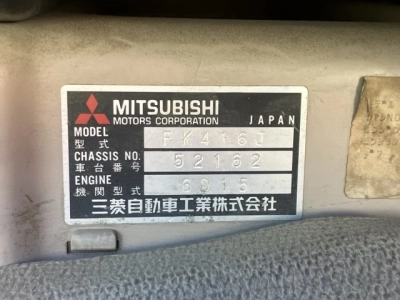 MITSUBISHI
MOTORS CORPORATION JAPAN
MODEL
型式 FK416J
CHASSIS NO.
車台番号 52162
ENGINE
機関型式 6D15
三菱自動車工業株式会社